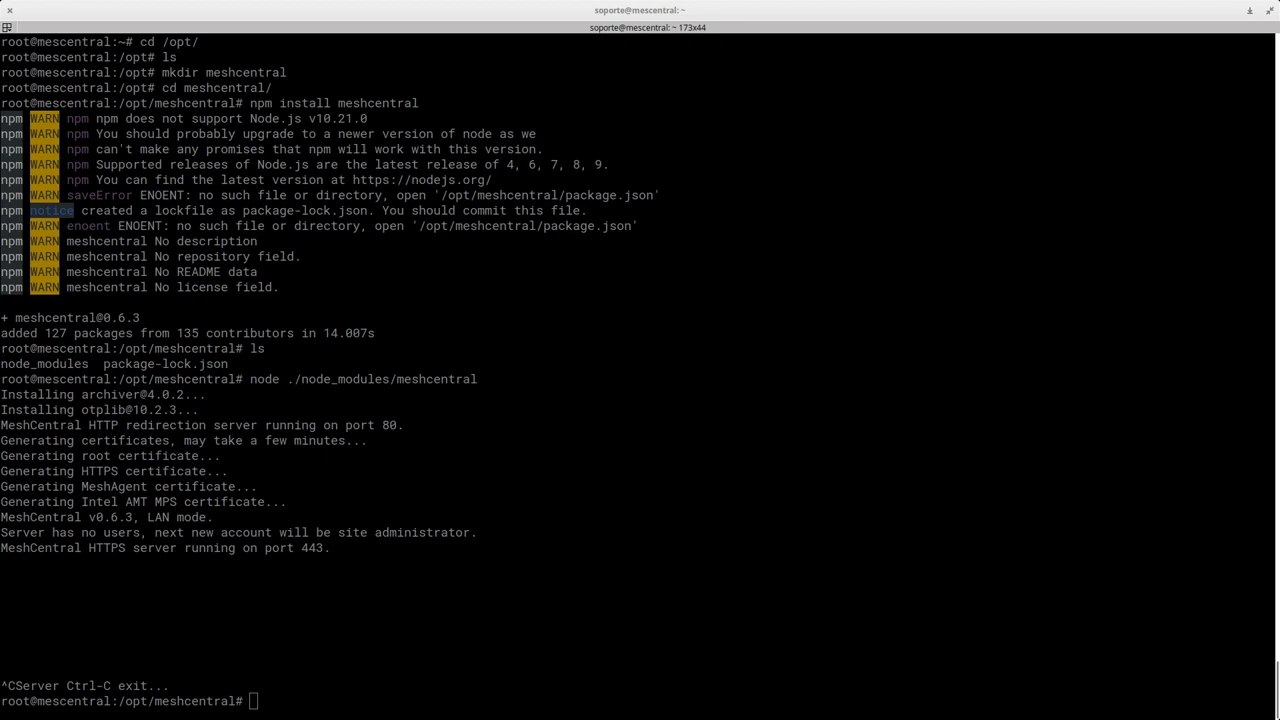 soporte@mescentral: ~
soporte@mescentral: ~ 173x44
root@mescentral:~# cd /opt/
root@mescentral:/opt# ls
root@mescentral:/opt# mkdir meshcentral
root@mescentral:/opt# cd meshcentral/
root@mescentral:/opt/meshcentral# npm install meshcentral
npm WARN npm npm does not support Node.js v10.21.0
npm WARN npm You should probably upgrade to a newer version of node as we
npm WARN npm can't make any promises that npm will work with this version.
npm WARN npm Supported releases of Node.js are the latest release of 4, 6, 7, 8, 9.
npm WARN npm You can find the latest version at https://nodejs.org/
npm WARN saveError ENOENT: no such file or directory, open '/opt/meshcentral/package.json'
npm notice created a lockfile as package-lock.json. You should commit this file.
npm WARN enoent ENOENT: no such file or directory, open '/opt/meshcentral/package.json'
npm WARN meshcentral No description
npm WARN meshcentral No repository field.
npm WARN meshcentral No README data
npm WARN meshcentral No license field.
+ meshcentral@0.6.3
added 127 packages from 135 contributors in 14.007s
root@mescentral:/opt/meshcentral# ls
node_modules  package-lock.json
root@mescentral:/opt/meshcentral# node ./node_modules/meshcentral
Installing archiver@4.0.2...
Installing otplib@10.2.3...
MeshCentral HTTP redirection server running on port 80.
Generating certificates, may take a few minutes...
Generating root certificate...
Generating HTTPS certificate...
Generating MeshAgent certificate...
Generating Intel AMT MPS certificate...
MeshCentral v0.6.3, LAN mode.
Server has no users, next new account will be site administrator.
MeshCentral HTTPS server running on port 443.
^CServer Ctrl-C exit...
root@mescentral:/opt/meshcentral#